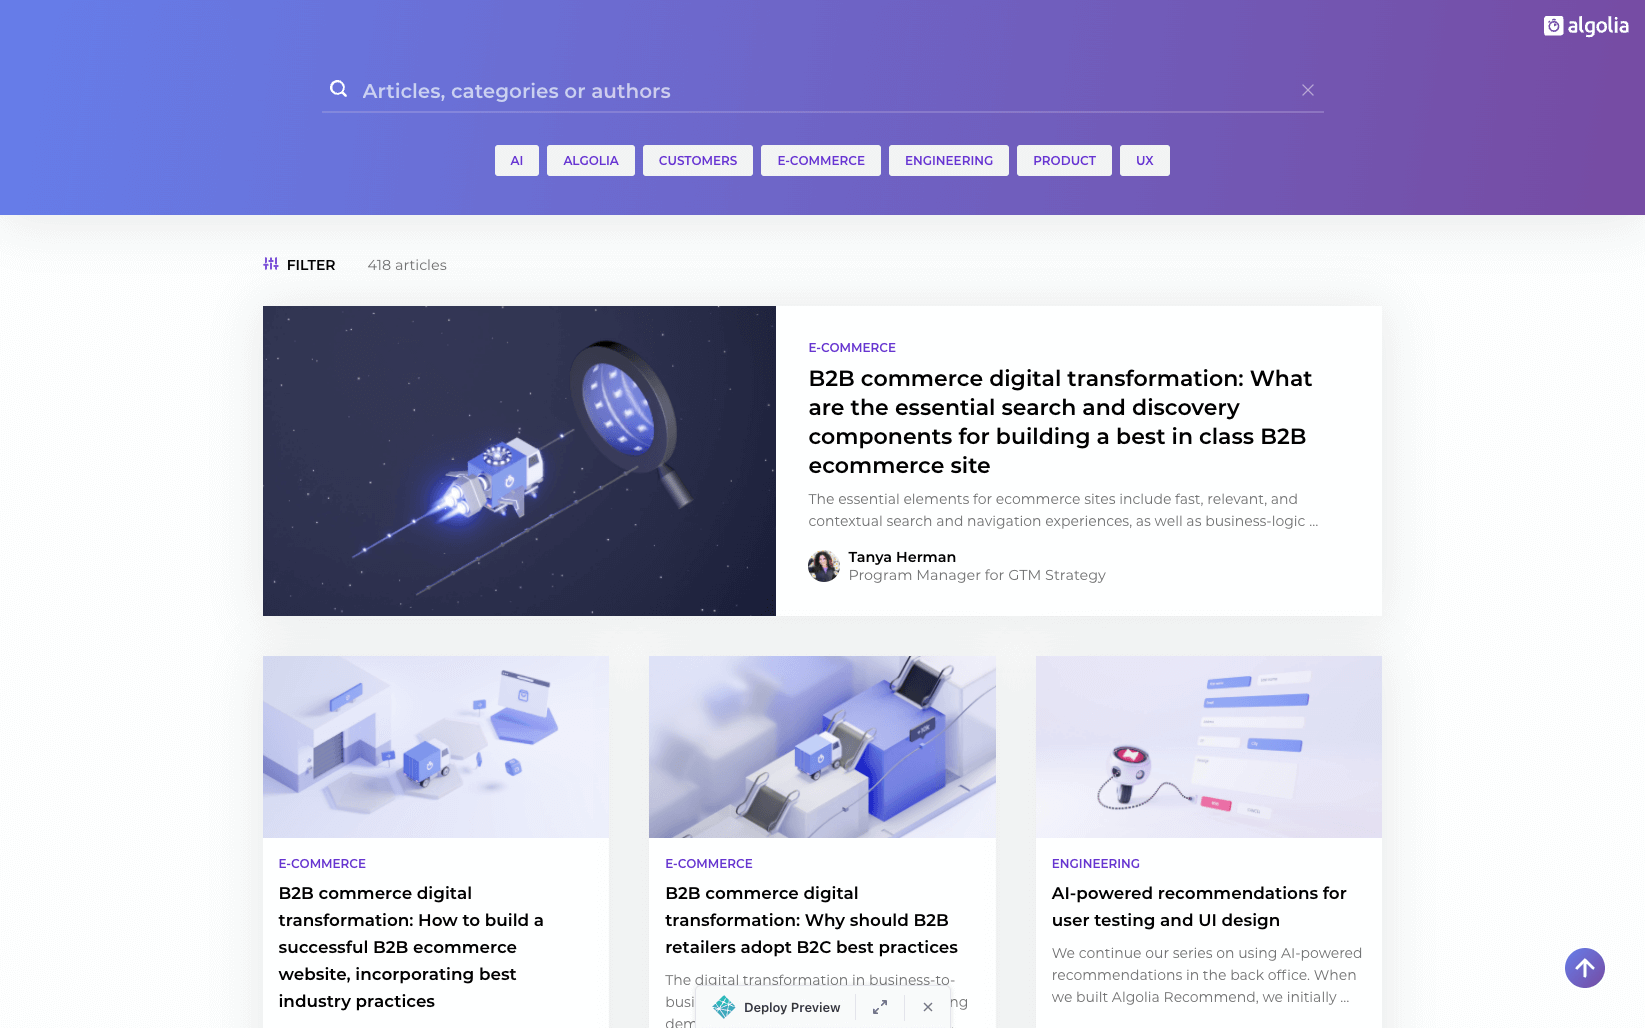 algolia
Articles, categories or authors
AI
ALGOLIA
CUSTOMERS
E-COMMERCE
ENGINEERING
PRODUCT
UX
FILTER
418 articles
E-COMMERCE
B2B commerce digital transformation: What
are the essential search and discovery
components for building a best in class B2B
ecommerce site
The essential elements for ecommerce sites include fast, relevant, and
contextual search and navigation experiences, as well as business-logic ...
Tanya Herman
Program Manager for GTM Strategy
E-COMMERCE
B2B commerce digital
transformation: How to build a
successful B2B ecommerce
website, incorporating best
industry practices
E-COMMERCE
B2B commerce digital
transformation: Why should B2B
retailers adopt B2C best practices
The digital transformation in business-to-
ENGINEERING
AI-powered recommendations for
user testing and UI design
We continue our series on using AI-powered
recommendations in the back office. When
we built Algolia Recommend, we initially ...
Deploy Preview